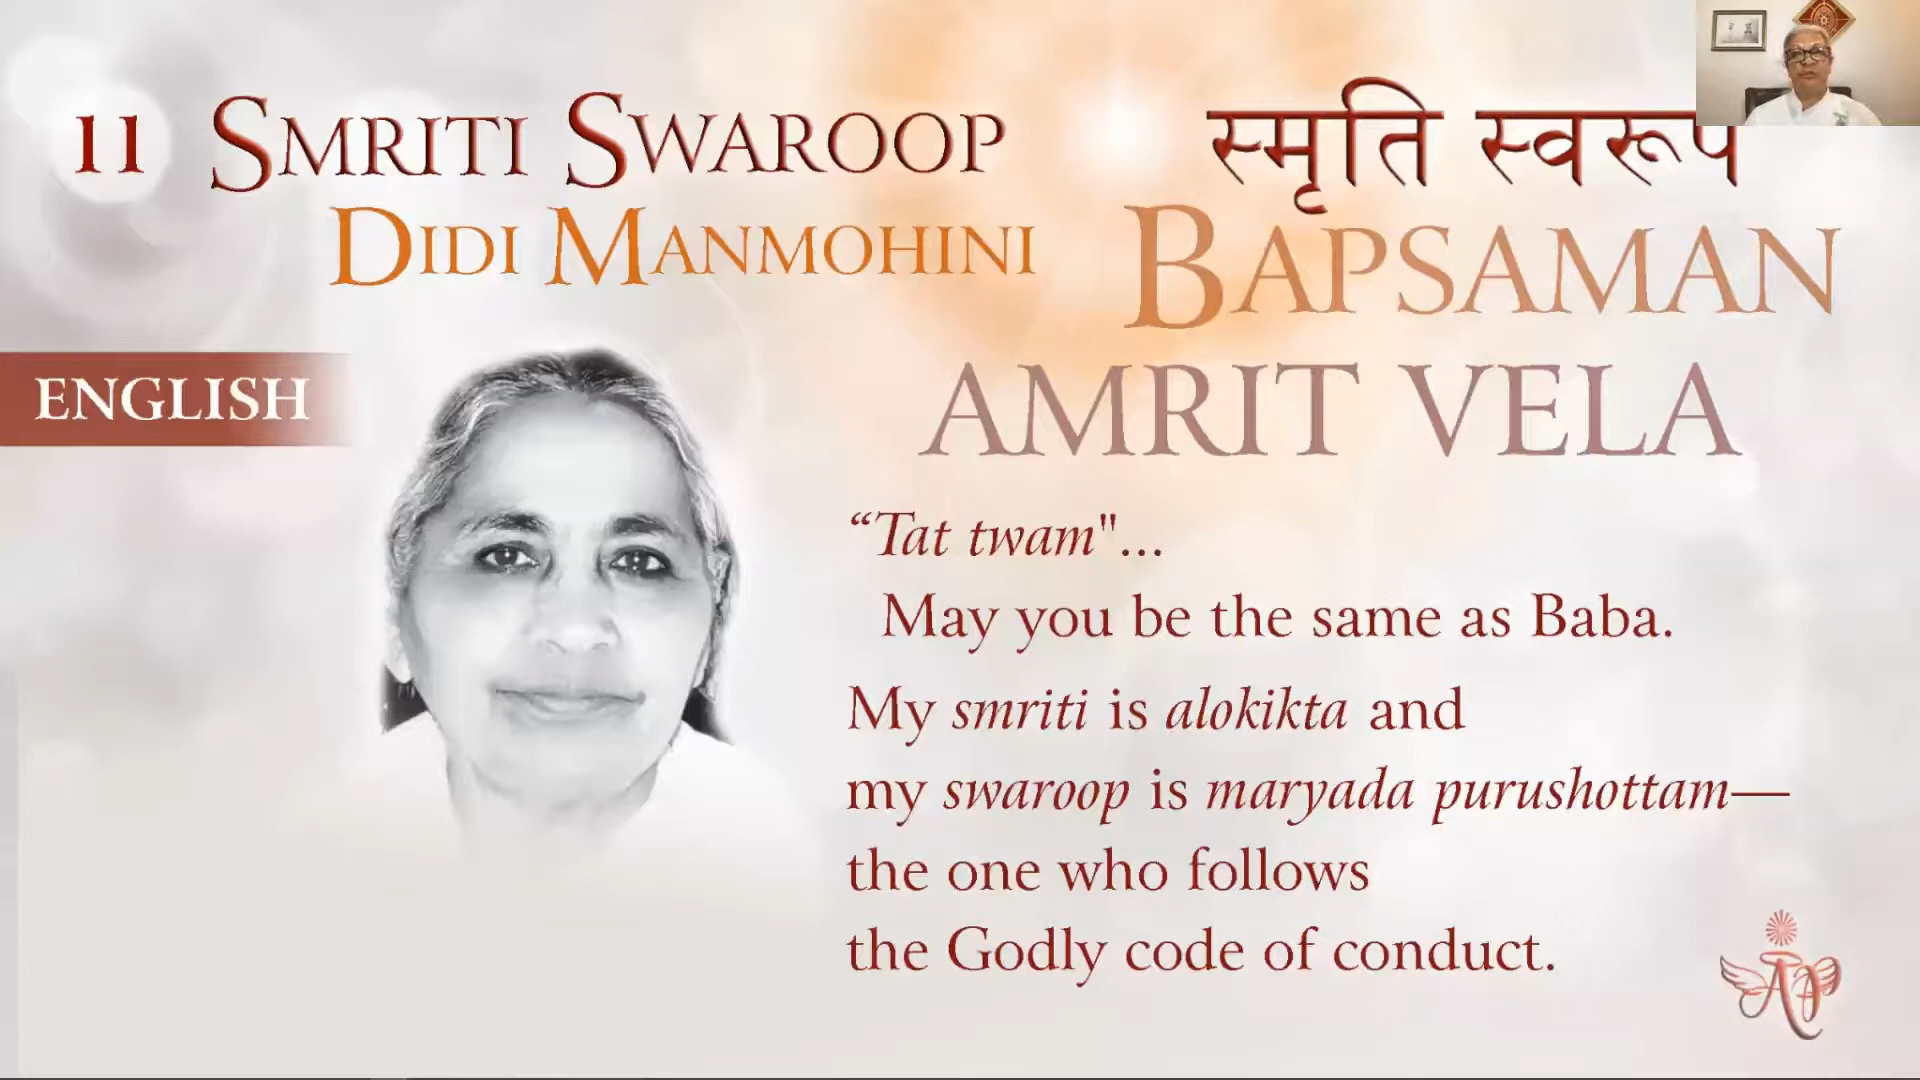 11 SMRITI SWAROOP
DIDI MANMOHINI
स्मृति स्वरूप
BAPSAMAN
AMRIT VELA
ENGLISH
“Tat twam"...
May you be the same as Baba.
My smriti is alokikta and
my swaroop is maryada purushottam—
the one who follows
the Godly code of conduct.